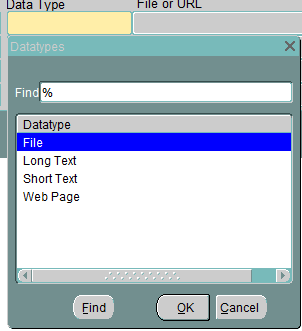 Data Type File or URL
Datatypes
Find %
Datatype
File
Long Text
Short Text
Web Page
Find OK Cancel